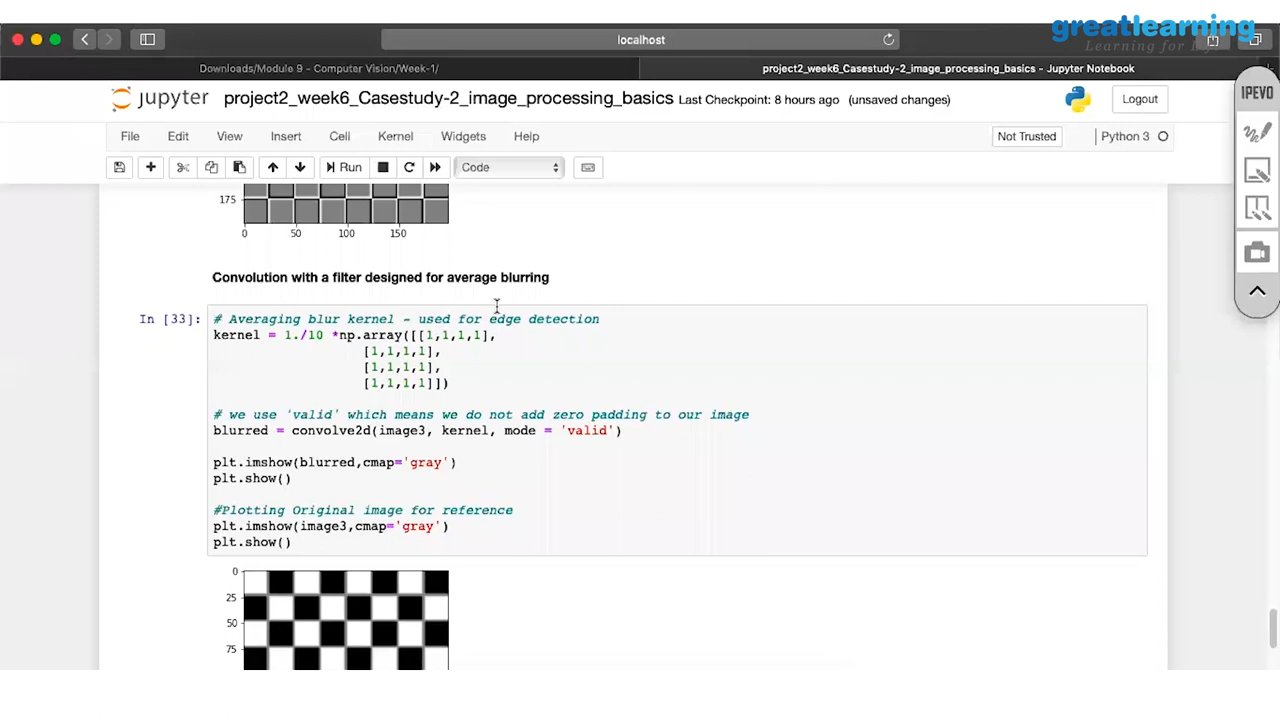 greatlearning
Learning for Life
localhost
Downloads/Module 9 - Computer Vision/Week-1/
project2_week6_Casestudy-2_image_processing_basics - Jupyter Notebook
IPEVO
jupyter project2_week6_Casestudy-2_image_processing_basics Last Checkpoint: 8 hours ago (unsaved changes)
Logout
File Edit View Insert Cell Kernel Widgets Help
Not Trusted
Python 3
Run
Code
175
0 50 100 150
Convolution with a filter designed for average blurring
In [33]:
# Averaging blur kernel - used for edge detection
kernel = 1./10 *np.array([[1,1,1,1],
[1,1,1,1],
[1,1,1,1],
[1,1,1,1]])
# we use 'valid' which means we do not add zero padding to our image
blurred = convolve2d(image3, kernel, mode = 'valid')
plt.imshow(blurred,cmap='gray')
plt.show()
#Plotting Original image for reference
plt.imshow(image3,cmap='gray')
plt.show()
0
25
50
75